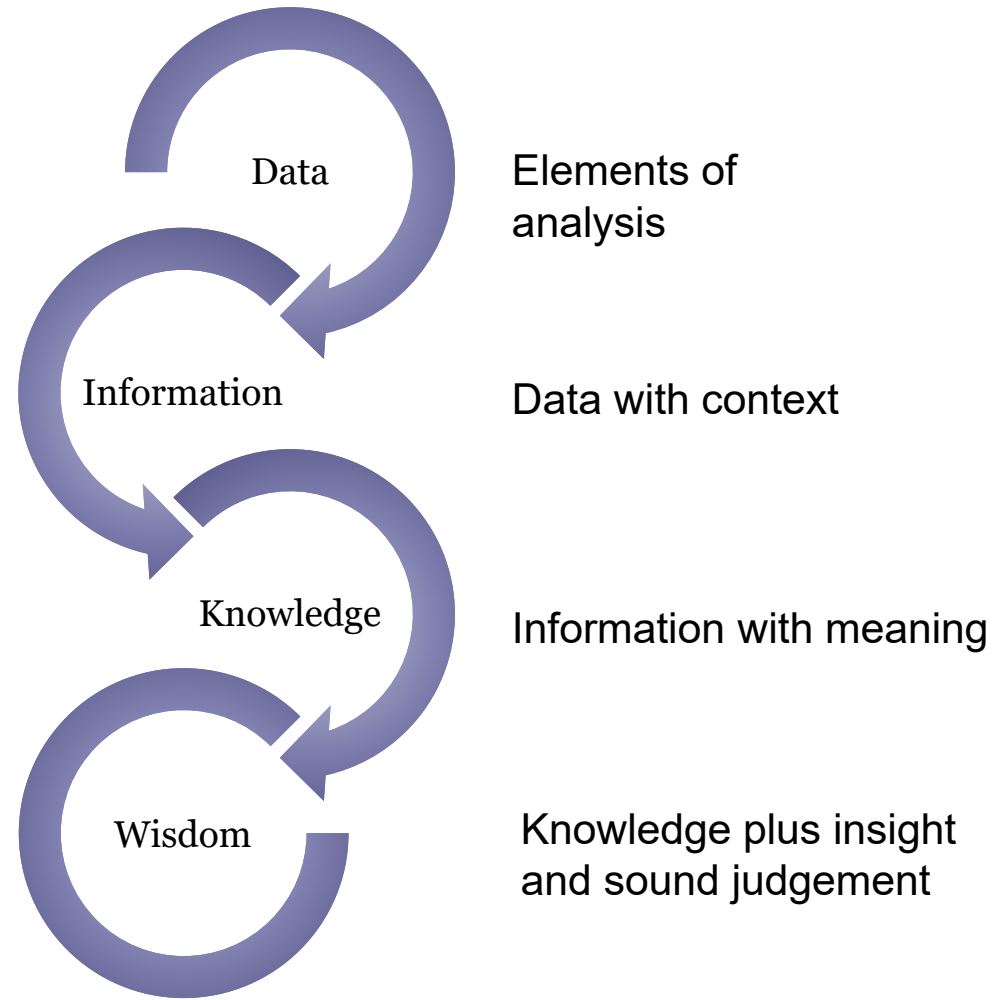 Data
Elements of
analysis
Information
Data with context
Knowledge
Information with meaning
Wisdom
Knowledge plus insight
and sound judgement